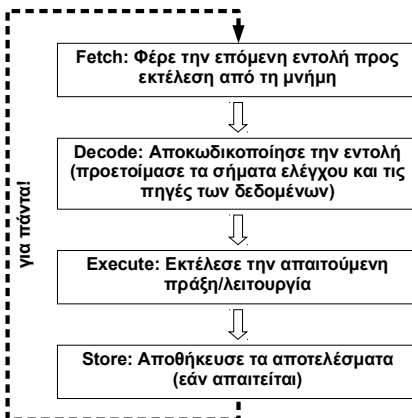 Fetch: Φέρε την επόμενη εντολή προς
εκτέλεση από τη μνήμη
Decode: Αποκωδικοποίησε την εντολή
(προετοίμασε τα σήματα ελέγχου και τις
πηγές των δεδομένων)
για πάντα!
Execute: Εκτέλεσε την απαιτούμενη
πράξη/λειτουργία
Store: Αποθήκευσε τα αποτελέσματα
(εάν απαιτείται)